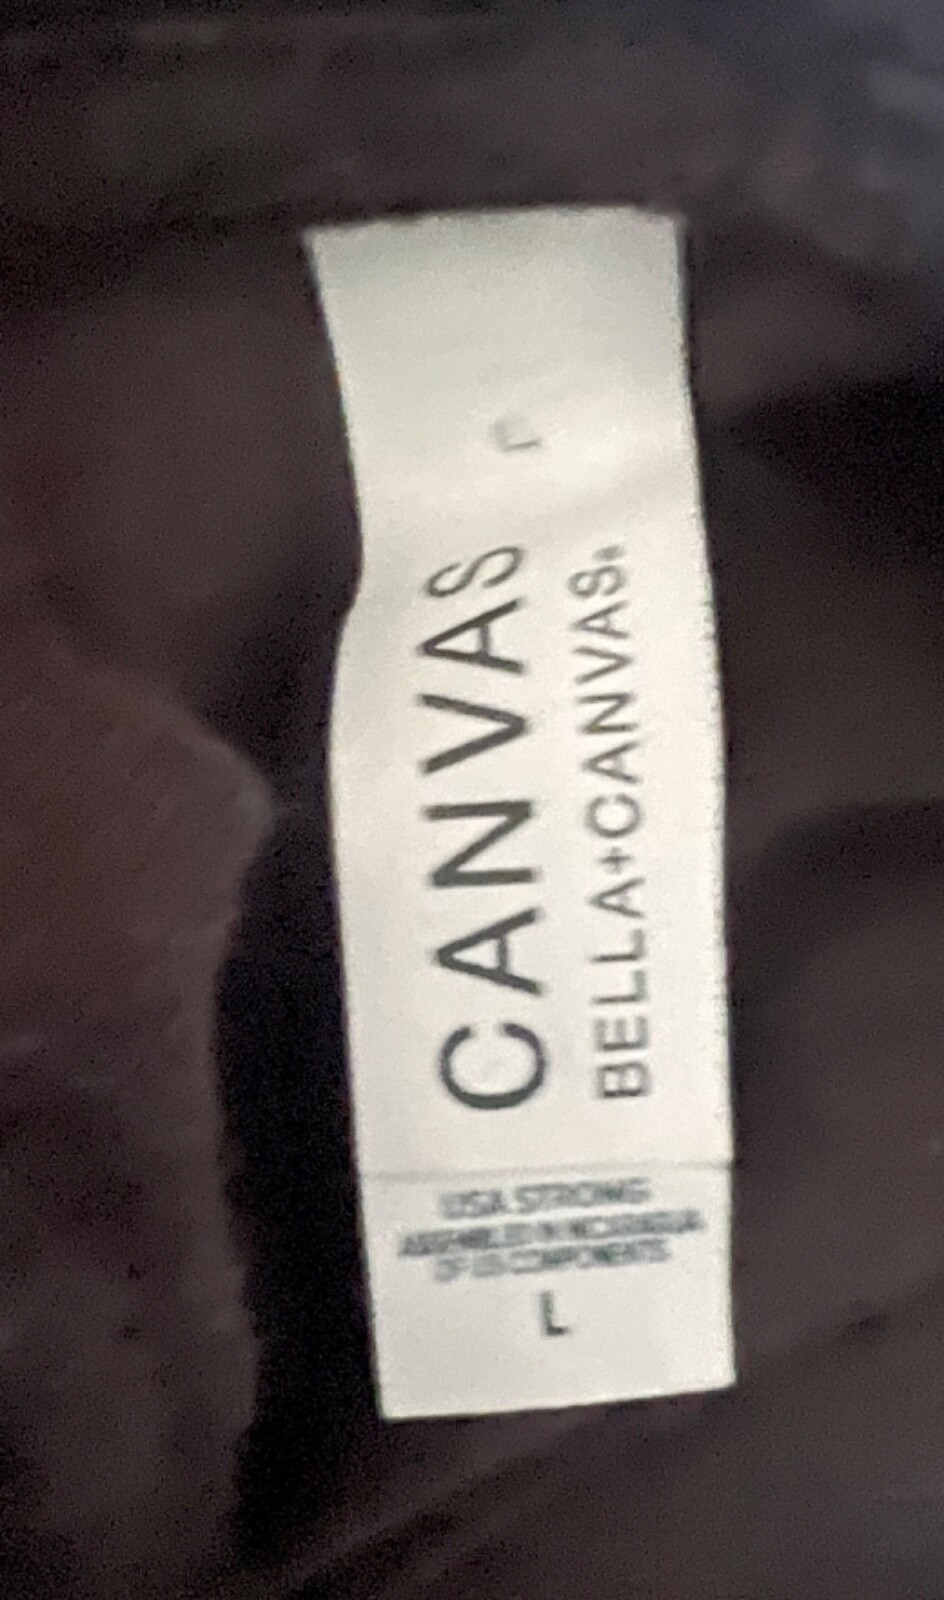 CANVAS
BELLA+CANVAS®
USA STRONG
ASSEMBLED IN NICARAGUA
OF US COMPONENTS
L